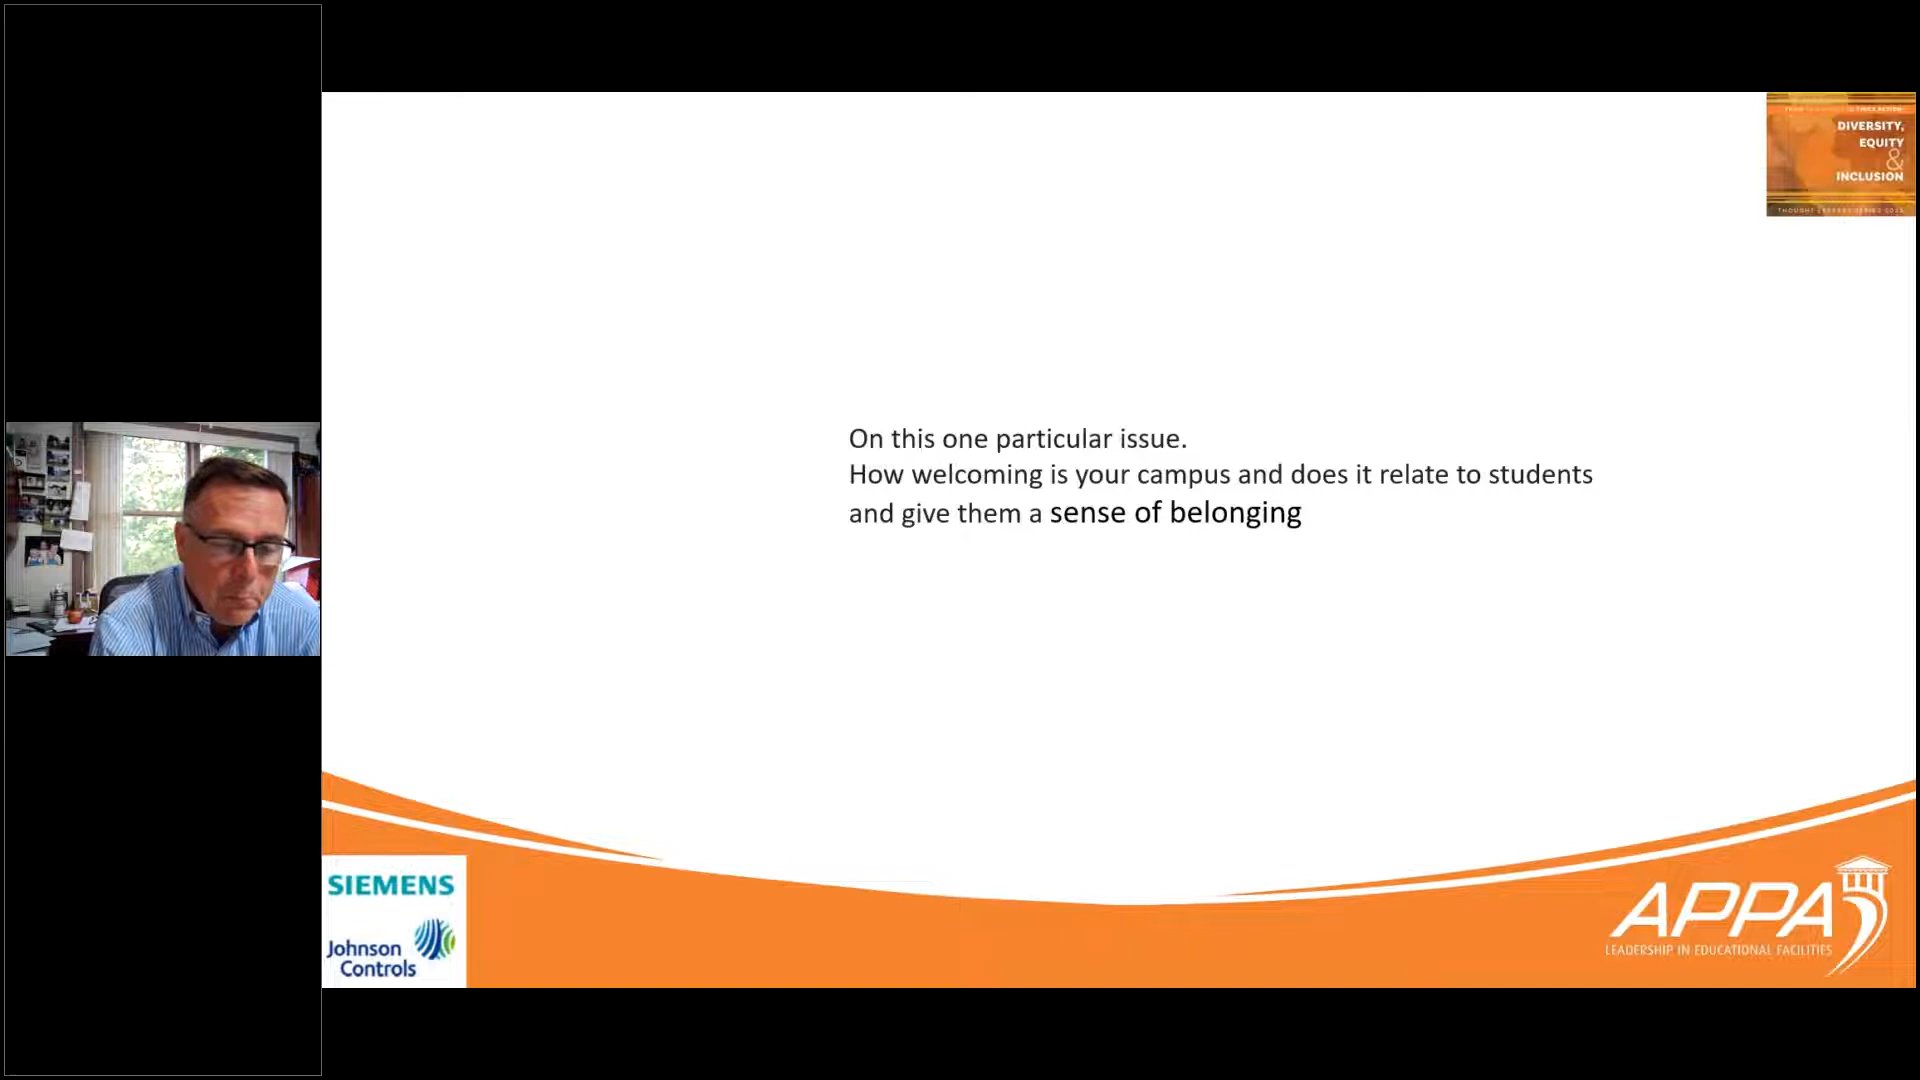 DIVERSITY,
EQUITY
&
INCLUSION
On this one particular issue.
How welcoming is your campus and does it relate to students
and give them a sense of belonging
SIEMENS
Johnson
Controls
APPA
LEADERSHIP IN EDUCATIONAL FACILITIES